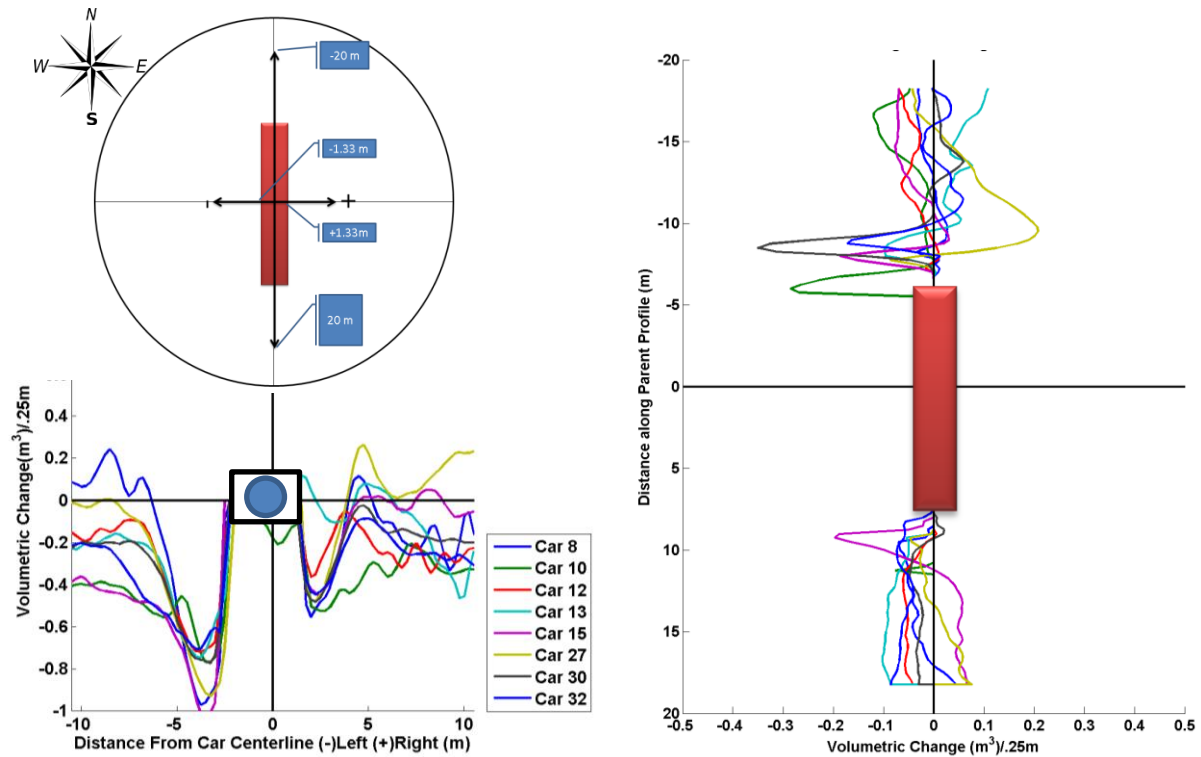 N
W
E
S
-20 m
-1.33 m
-
+
+1.33m
20 m
0.4
0.2
0
-0.2
-0.4
-0.6
-0.8
-1
-10
-5
0
5
10
Volumetric Change(m³)/.25m
Distance From Car Centerline (-)Left (+)Right (m)
Car 8
Car 10
Car 12
Car 13
Car 15
Car 27
Car 30
Car 32
-20
-15
-10
-5
0
5
10
15
20
Distance along Parent Profile (m)
-0.5 -0.4 -0.3 -0.2 -0.1 0 0.1 0.2 0.3 0.4 0.5
Volumetric Change (m³)/.25m